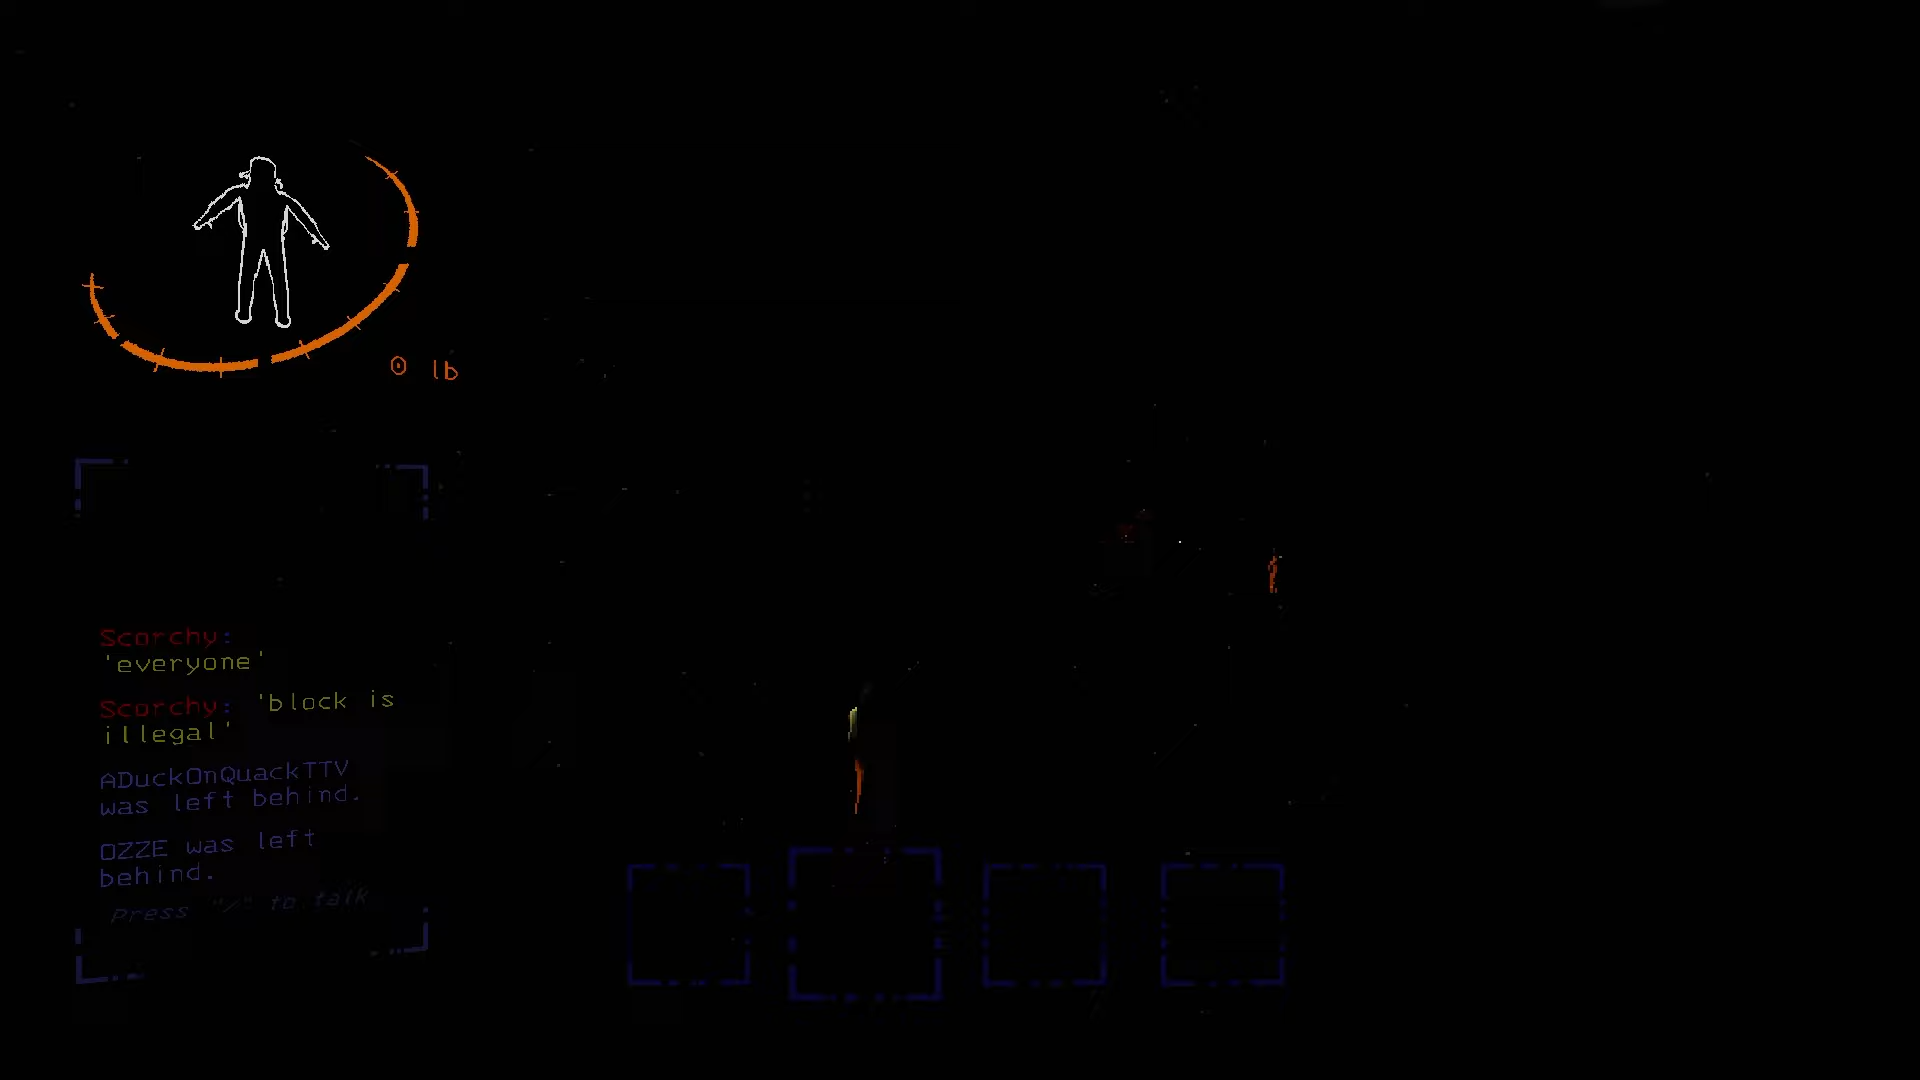 0 lb
Scorchy:
'everyone'
Scorchy: 'block is
illegal'
ADuckOnQuackTTV
was left behind.
OZZE was left
behind.
Press "/" to talk